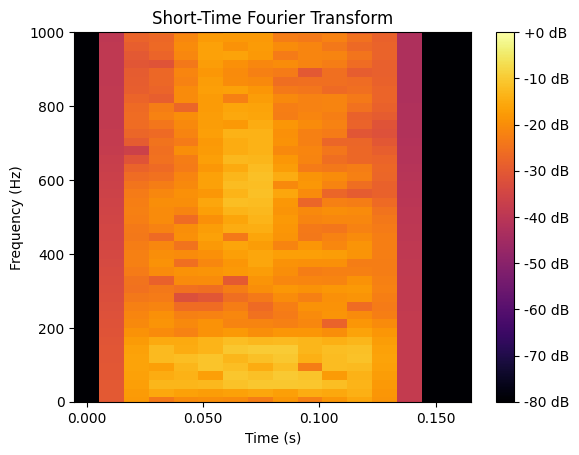 Short-Time Fourier Transform
1000
800
600
400
200
0
Frequency (Hz)
0.000
0.050
0.100
0.150
Time (s)
+0 dB
-10 dB
-20 dB
-30 dB
-40 dB
-50 dB
-60 dB
-70 dB
-80 dB